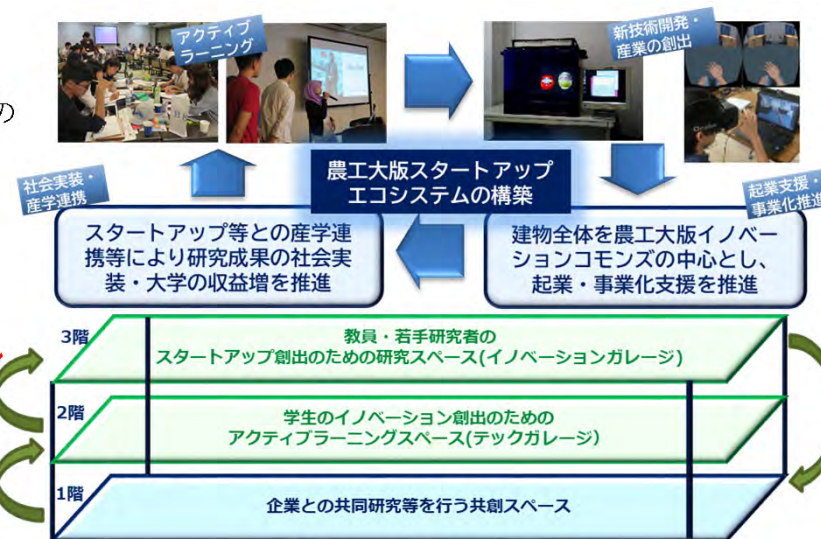 の
アクティブ
ラーニング
新技術開発・
産業の創出
農工大版スタートアップ
エコシステムの構築
社会実装・
産学連携
起業支援・
事業化推進
スタートアップ等との産学連
携等により研究成果の社会実
装・大学の収益増を推進
建物全体を農工大版イノベー
ションコモンズの中心とし、
起業・事業化支援を推進
3階
教員・若手研究者の
スタートアップ創出のための研究スペース(イノベーションガレージ)
2階
学生のイノベーション創出のための
アクティブラーニングスペース(テックガレージ)
1階
企業との共同研究等を行う共創スペース